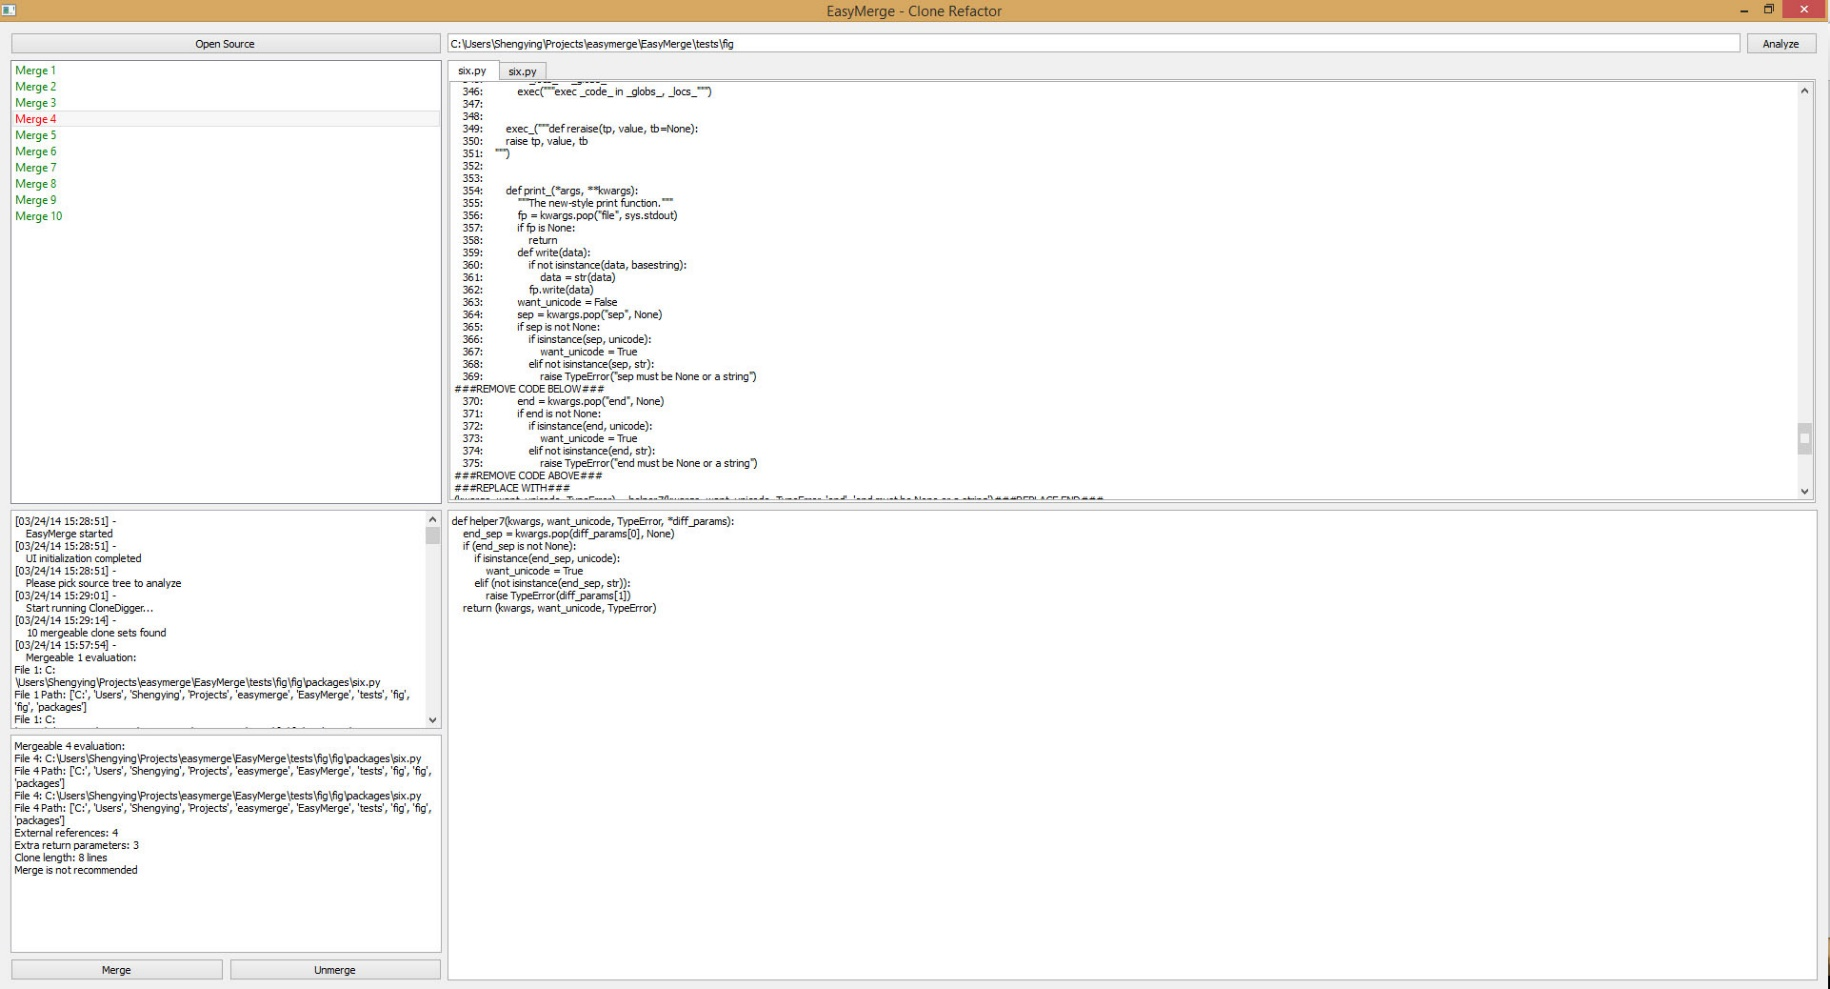 EasyMerge - Clone Refactor
Open Source
C:\Users\Shengying\Projects\easymerge\EasyMerge\tests\fig
Analyze
Merge 1
Merge 2
Merge 3
Merge 4
Merge 5
Merge 6
Merge 7
Merge 8
Merge 9
Merge 10
six.py
six.py
346: exec("""exec _code_ in _globs_, _locs_""")
347:
348:
349: exec_("""def reraise(tp, value, tb=None):
350: raise tp, value, tb
351: """)
352:
353:
354: def print_(*args, **kwargs):
355: """The new-style print function."""
356: fp = kwargs.pop("file", sys.stdout)
357: if fp is None:
358: return
359: def write(data):
360: if not isinstance(data, basestring):
361: data = str(data)
362: fp.write(data)
363: want_unicode = False
364: sep = kwargs.pop("sep", None)
365: if sep is not None:
366: if isinstance(sep, unicode):
367: want_unicode = True
368: elif not isinstance(sep, str):
369: raise TypeError("sep must be None or a string")
###REMOVE CODE BELOW###
370: end = kwargs.pop("end", None)
371: if end is not None:
372: if isinstance(end, unicode):
373: want_unicode = True
374: elif not isinstance(end, str):
375: raise TypeError("end must be None or a string")
###REMOVE CODE ABOVE###
###REPLACE WITH###
(kwargs, want_unicode, TypeError) = helper7(kwargs, want_unicode, TypeError, 'end', 'end must be None or a string')###REPLACE END###
[03/24/14 15:28:51] -
EasyMerge started
[03/24/14 15:28:51] -
UI initialization completed
[03/24/14 15:28:51] -
Please pick source tree to analyze
[03/24/14 15:29:01] -
Start running CloneDigger...
[03/24/14 15:29:14] -
10 mergeable clone sets found
[03/24/14 15:57:54] -
Mergeable 1 evaluation:
File 1: C:
\Users\Shengying\Projects\easymerge\EasyMerge\tests\fig\fig\packages\six.py
File 1 Path: ['C:', 'Users', 'Shengying', 'Projects', 'easymerge', 'EasyMerge', 'tests', 'fig',
'fig', 'packages']
File 1: C:
def helper7(kwargs, want_unicode, TypeError, *diff_params):
end_sep = kwargs.pop(diff_params[0], None)
if (end_sep is not None):
if isinstance(end_sep, unicode):
want_unicode = True
elif (not isinstance(end_sep, str)):
raise TypeError(diff_params[1])
return (kwargs, want_unicode, TypeError)
Mergeable 4 evaluation:
File 4: C:\Users\Shengying\Projects\easymerge\EasyMerge\tests\fig\fig\packages\six.py
File 4 Path: ['C:', 'Users', 'Shengying', 'Projects', 'easymerge', 'EasyMerge', 'tests', 'fig', 'fig',
'packages']
File 4: C:\Users\Shengying\Projects\easymerge\EasyMerge\tests\fig\fig\packages\six.py
File 4 Path: ['C:', 'Users', 'Shengying', 'Projects', 'easymerge', 'EasyMerge', 'tests', 'fig', 'fig',
'packages']
External references: 4
Extra return parameters: 3
Clone length: 8 lines
Merge is not recommended
Merge
Unmerge